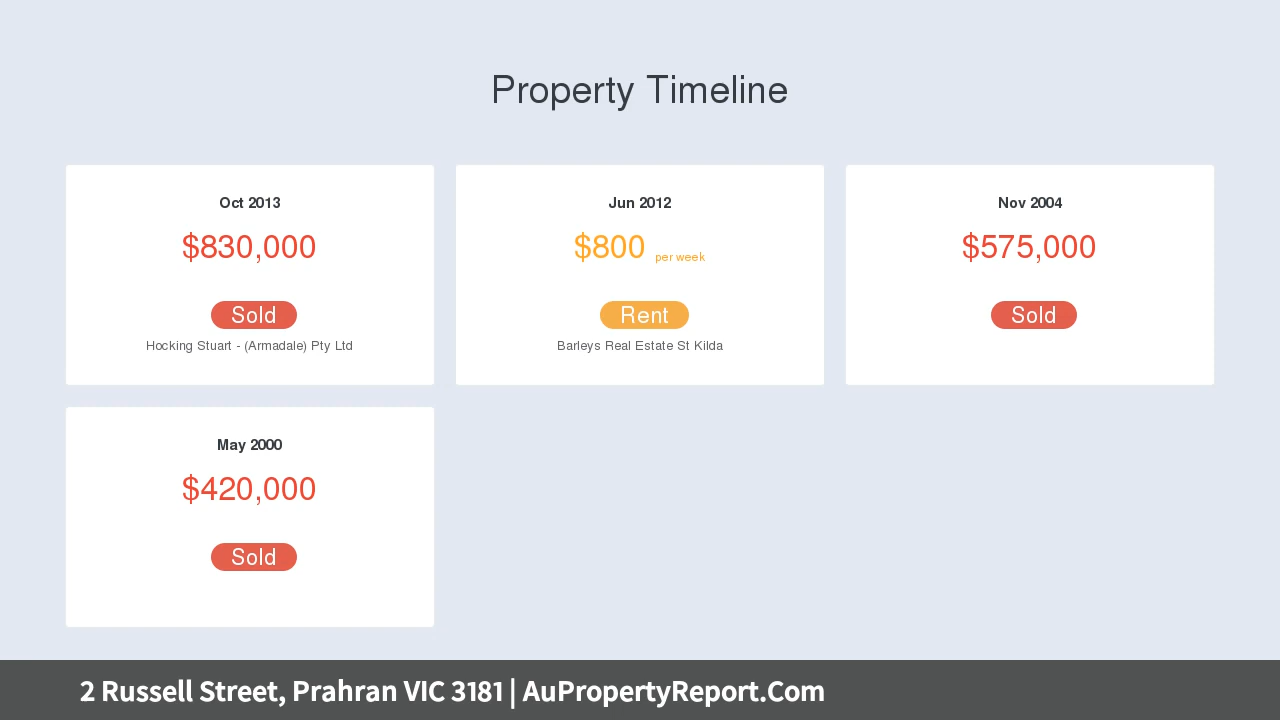 Property Timeline
Oct 2013
$830,000
Sold
Hocking Stuart - (Armadale) Pty Ltd
Jun 2012
$800 per week
Rent
Barleys Real Estate St Kilda
Nov 2004
$575,000
Sold
May 2000
$420,000
Sold
2 Russell Street, Prahran VIC 3181 | AuPropertyReport.Com